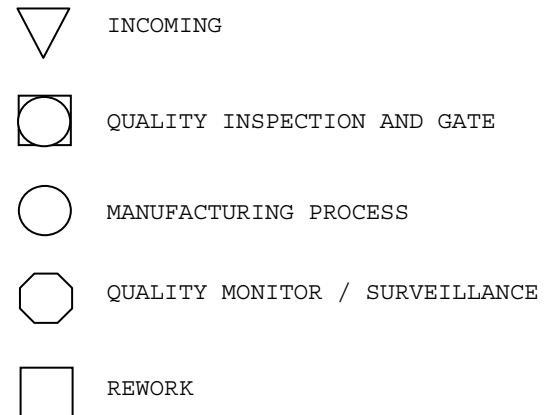 INCOMING
QUALITY INSPECTION AND GATE
MANUFACTURING PROCESS
QUALITY MONITOR / SURVEILLANCE
REWORK